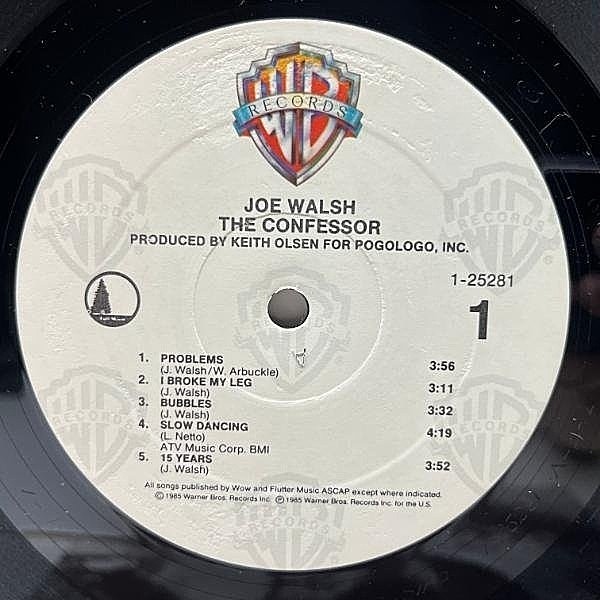 WB
RECORDS
®
JOE WALSH
THE CONFESSOR
PRODUCED BY KEITH OLSEN FOR POGOLOGO, INC.
1-25281
1
Full Moon
1. PROBLEMS
(J. Walsh/W. Arbuckle) 3:56
2. I BROKE MY LEG
(J. Walsh) 3:11
3. BUBBLES
(J. Walsh) 3:32
4. SLOW DANCING
(L. Netto) 4:19
ATV Music Corp. BMI
5. 15 YEARS
(J. Walsh) 3:52
All songs published by Wow and Flutter Music ASCAP except where indicated.
© 1985 Warner Bros. Records Inc. ℗ 1985 Warner Bros. Records Inc. for the U.S.